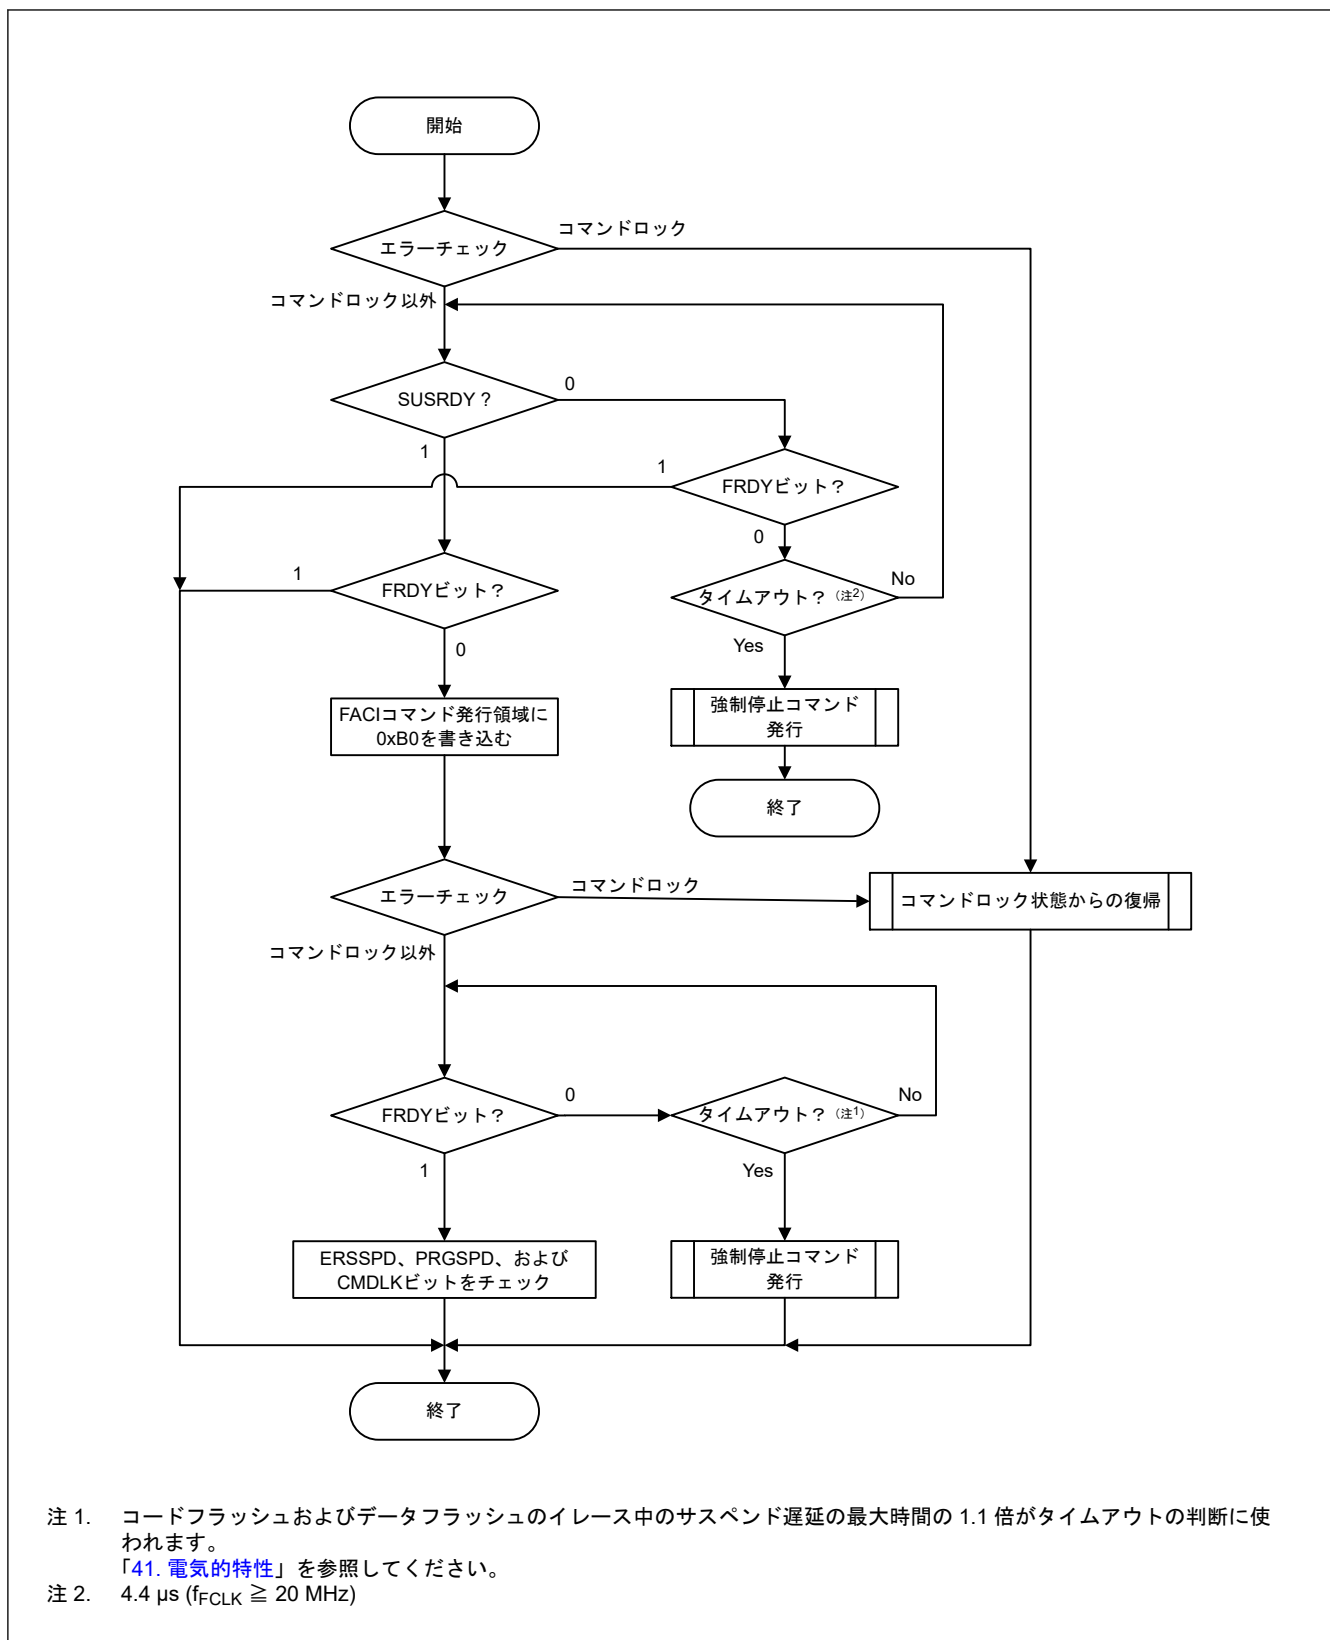 開始
エラーチェック
コマンドロック
コマンドロック以外
SUSRDY ?
0
1
1
FRDYビット？
0
1
FRDYビット？
タイムアウト？（注2）
No
0
Yes
FACIコマンド発行領域に
0xB0を書き込む
強制停止コマンド
発行
終了
エラーチェック
コマンドロック
コマンドロック状態からの復帰
コマンドロック以外
FRDYビット？
0
タイムアウト？（注1）
No
1
Yes
ERSSPD、PRGSPD、および
CMDLKビットをチェック
強制停止コマンド
発行
終了
注 1. コードフラッシュおよびデータフラッシュのイレース中のサスペンド遅延の最大時間の 1.1 倍がタイムアウトの判断に使
われます。
「41. 電気的特性」を参照してください。
注 2. 4.4 μs (fFCLK ≧ 20 MHz)